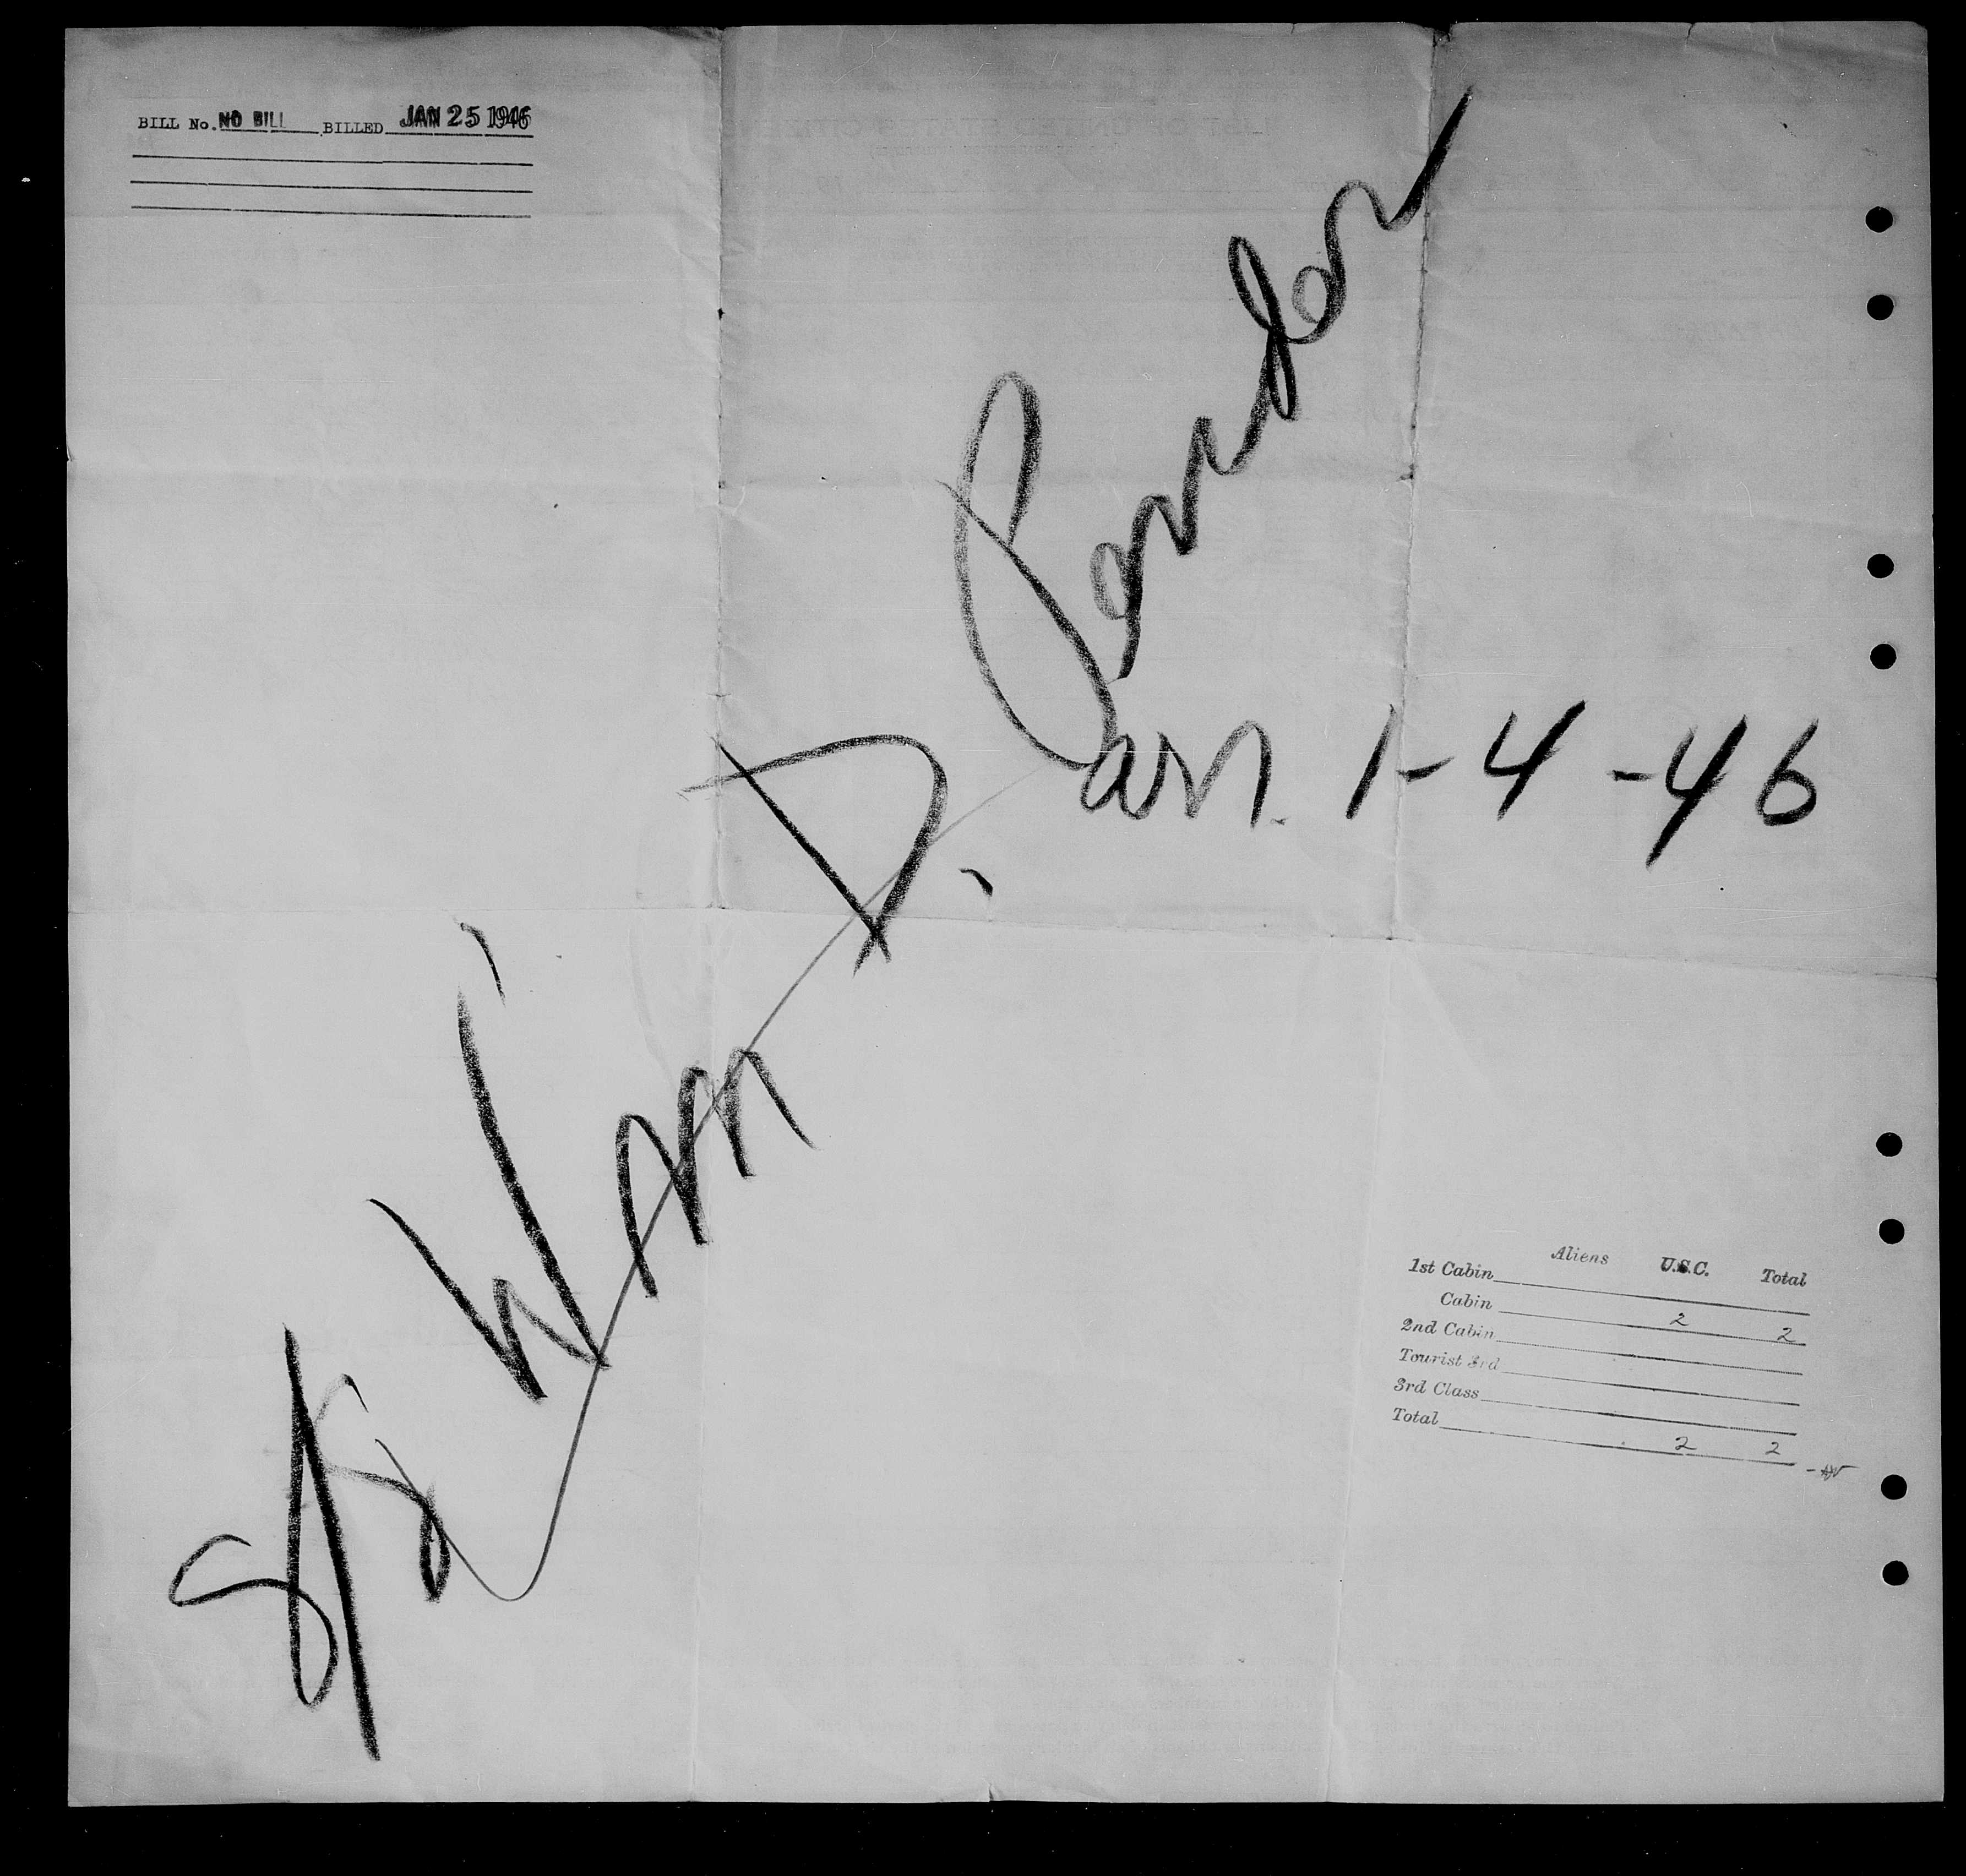 BILL No. NO BILL BILLED JAN 25 1946
S/S Wm D. Pender
arr. 1-4-46
Aliens U.S.C. Total
1st Cabin
Cabin 2 2
2nd Cabin
Tourist 3rd
3rd Class
Total 2 2